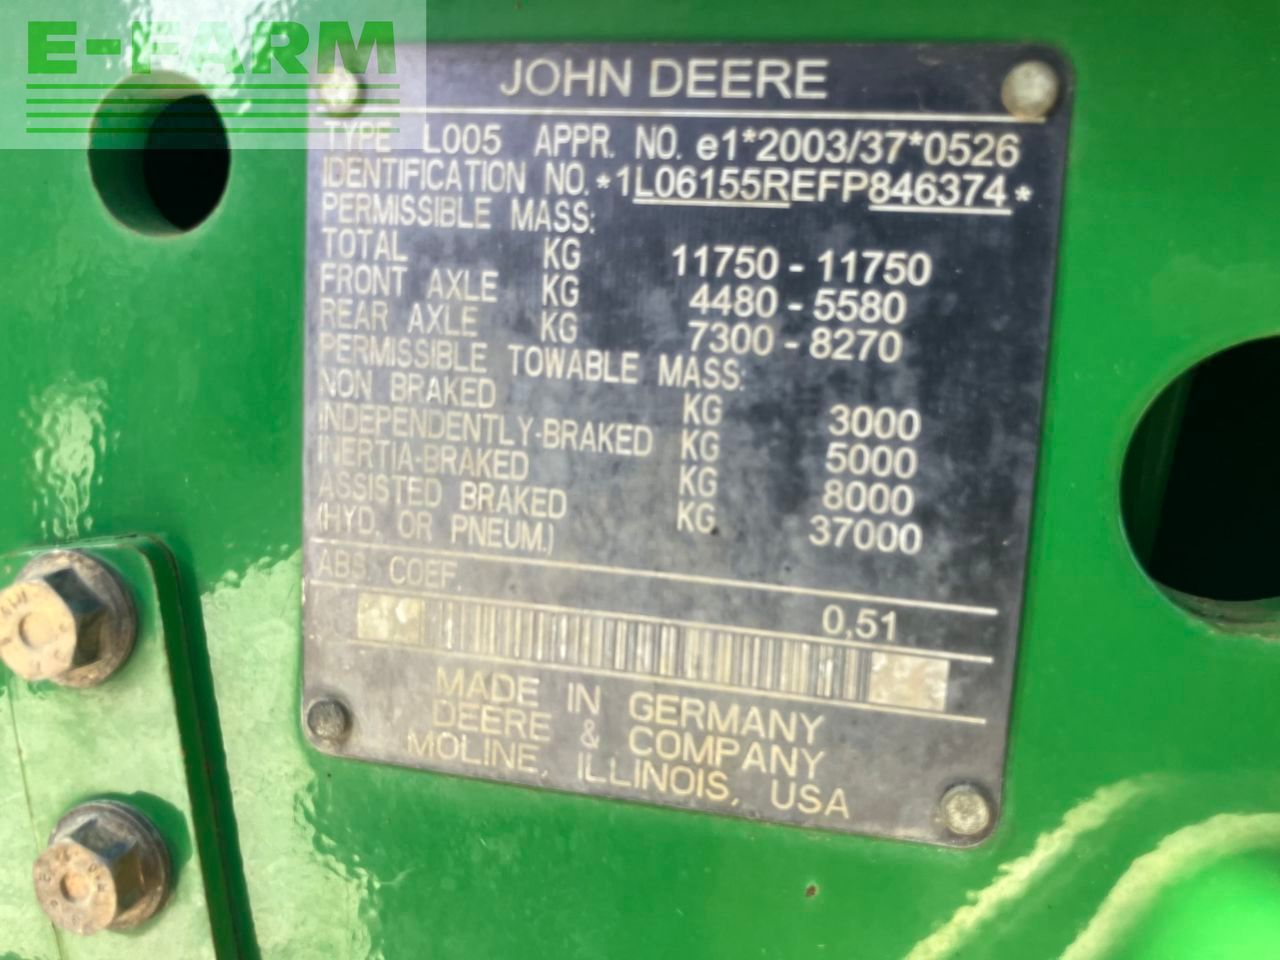 E-FARM
JOHN DEERE
TYPE L005 APPR. NO. e1*2003/37*0526
IDENTIFICATION NO. *1L06155REFP846374*
PERMISSIBLE MASS:
TOTAL KG 11750 - 11750
FRONT AXLE KG 4480 - 5580
REAR AXLE KG 7300 - 8270
PERMISSIBLE TOWABLE MASS:
NON BRAKED KG 3000
INDEPENDENTLY-BRAKED KG 5000
INERTIA-BRAKED KG 8000
ASSISTED BRAKED KG 37000
(HYD. OR PNEUM.)
ABS. COEF. 0,51
MADE IN GERMANY
DEERE & COMPANY
MOLINE, ILLINOIS, USA